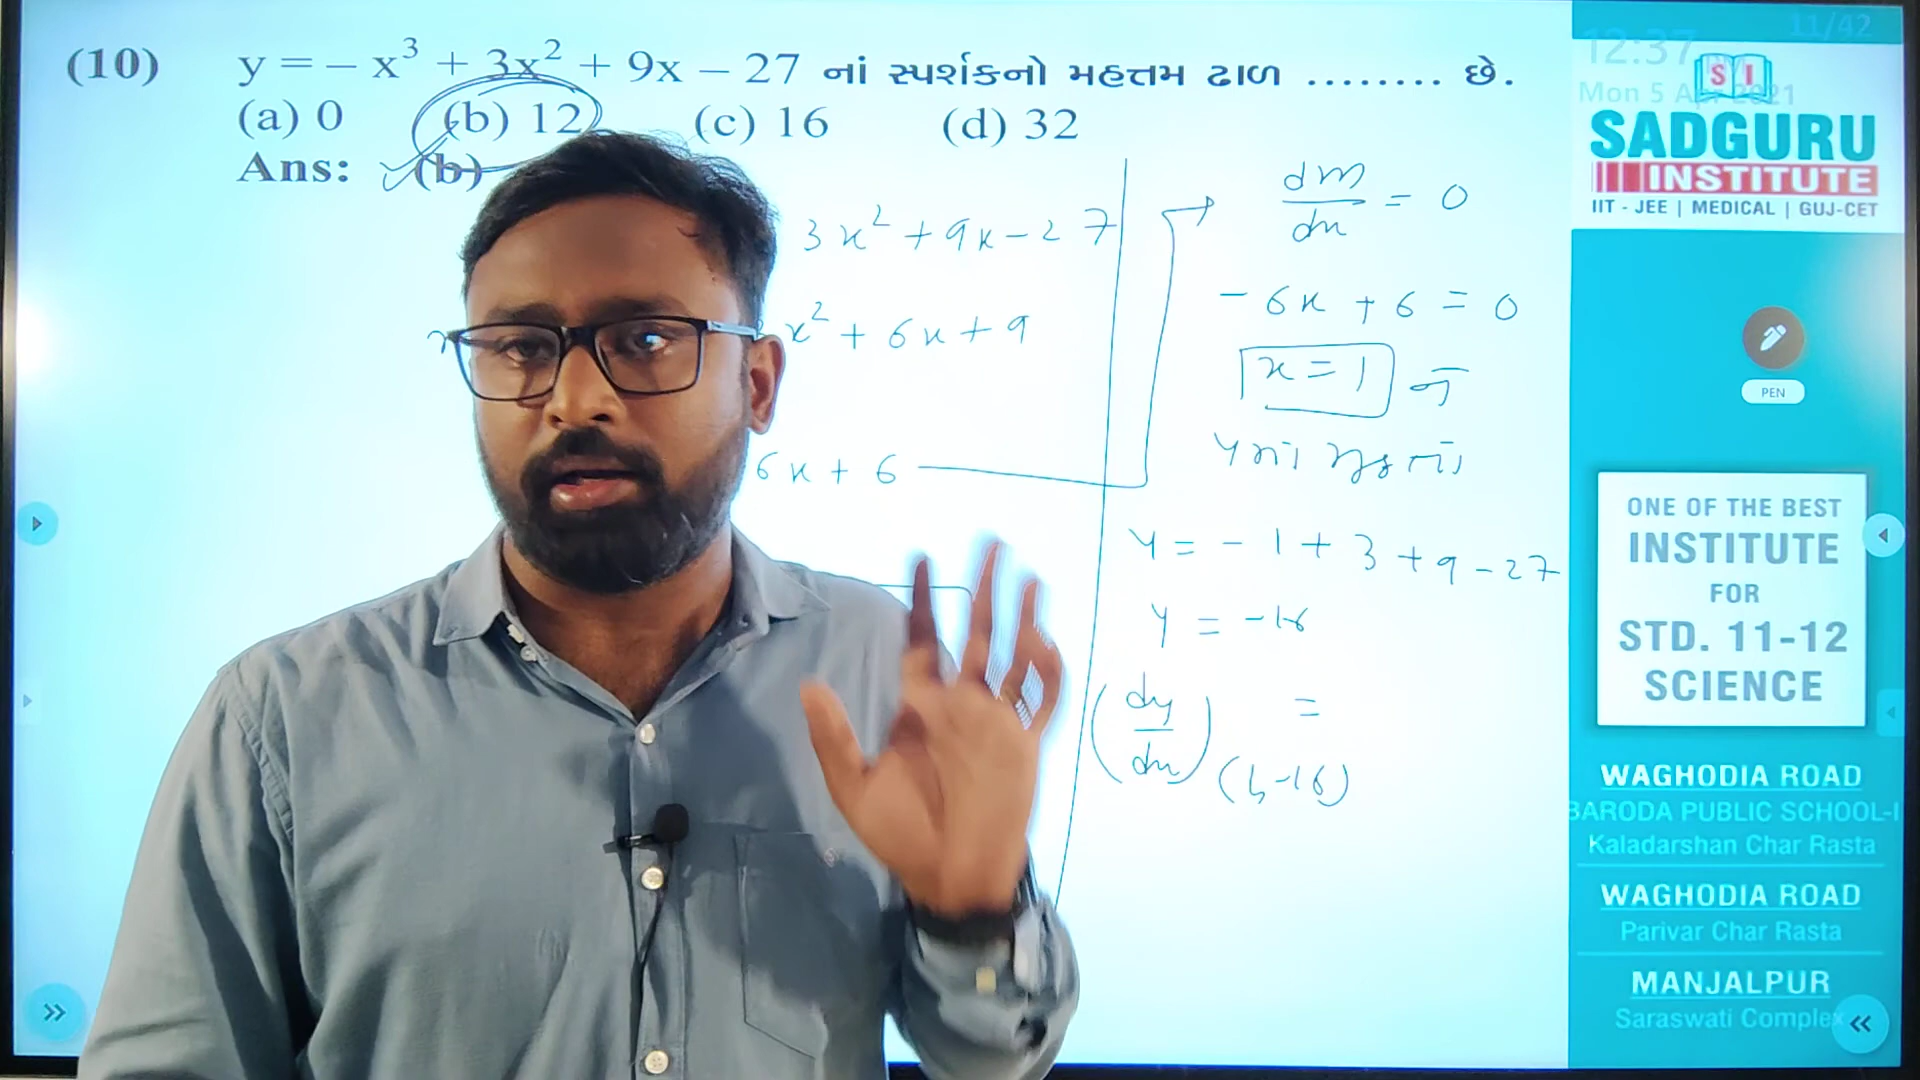 (10) y = – x³ + 3x² + 9x – 27 નાં સ્પર્શકનો મહત્તમ ઢાળ ........ છે.
(a) 0 (b) 12 (c) 16 (d) 32
Ans: (b)
3x² + 9x – 27
x² + 6x + 9
6x + 6
dm/dx = 0
– 6x + 6 = 0
x = 1
y = – 1 + 3 + 9 – 27
y = –16
(dy/dx) =
12:37
Mon 5 Apr 2021
11/42
SI
SADGURU
INSTITUTE
IIT - JEE | MEDICAL | GUJ-CET
PEN
ONE OF THE BEST
INSTITUTE
FOR
STD. 11-12
SCIENCE
WAGHODIA ROAD
BARODA PUBLIC SCHOOL-I
Kaladarshan Char Rasta
WAGHODIA ROAD
Parivar Char Rasta
MANJALPUR
Saraswati Complex